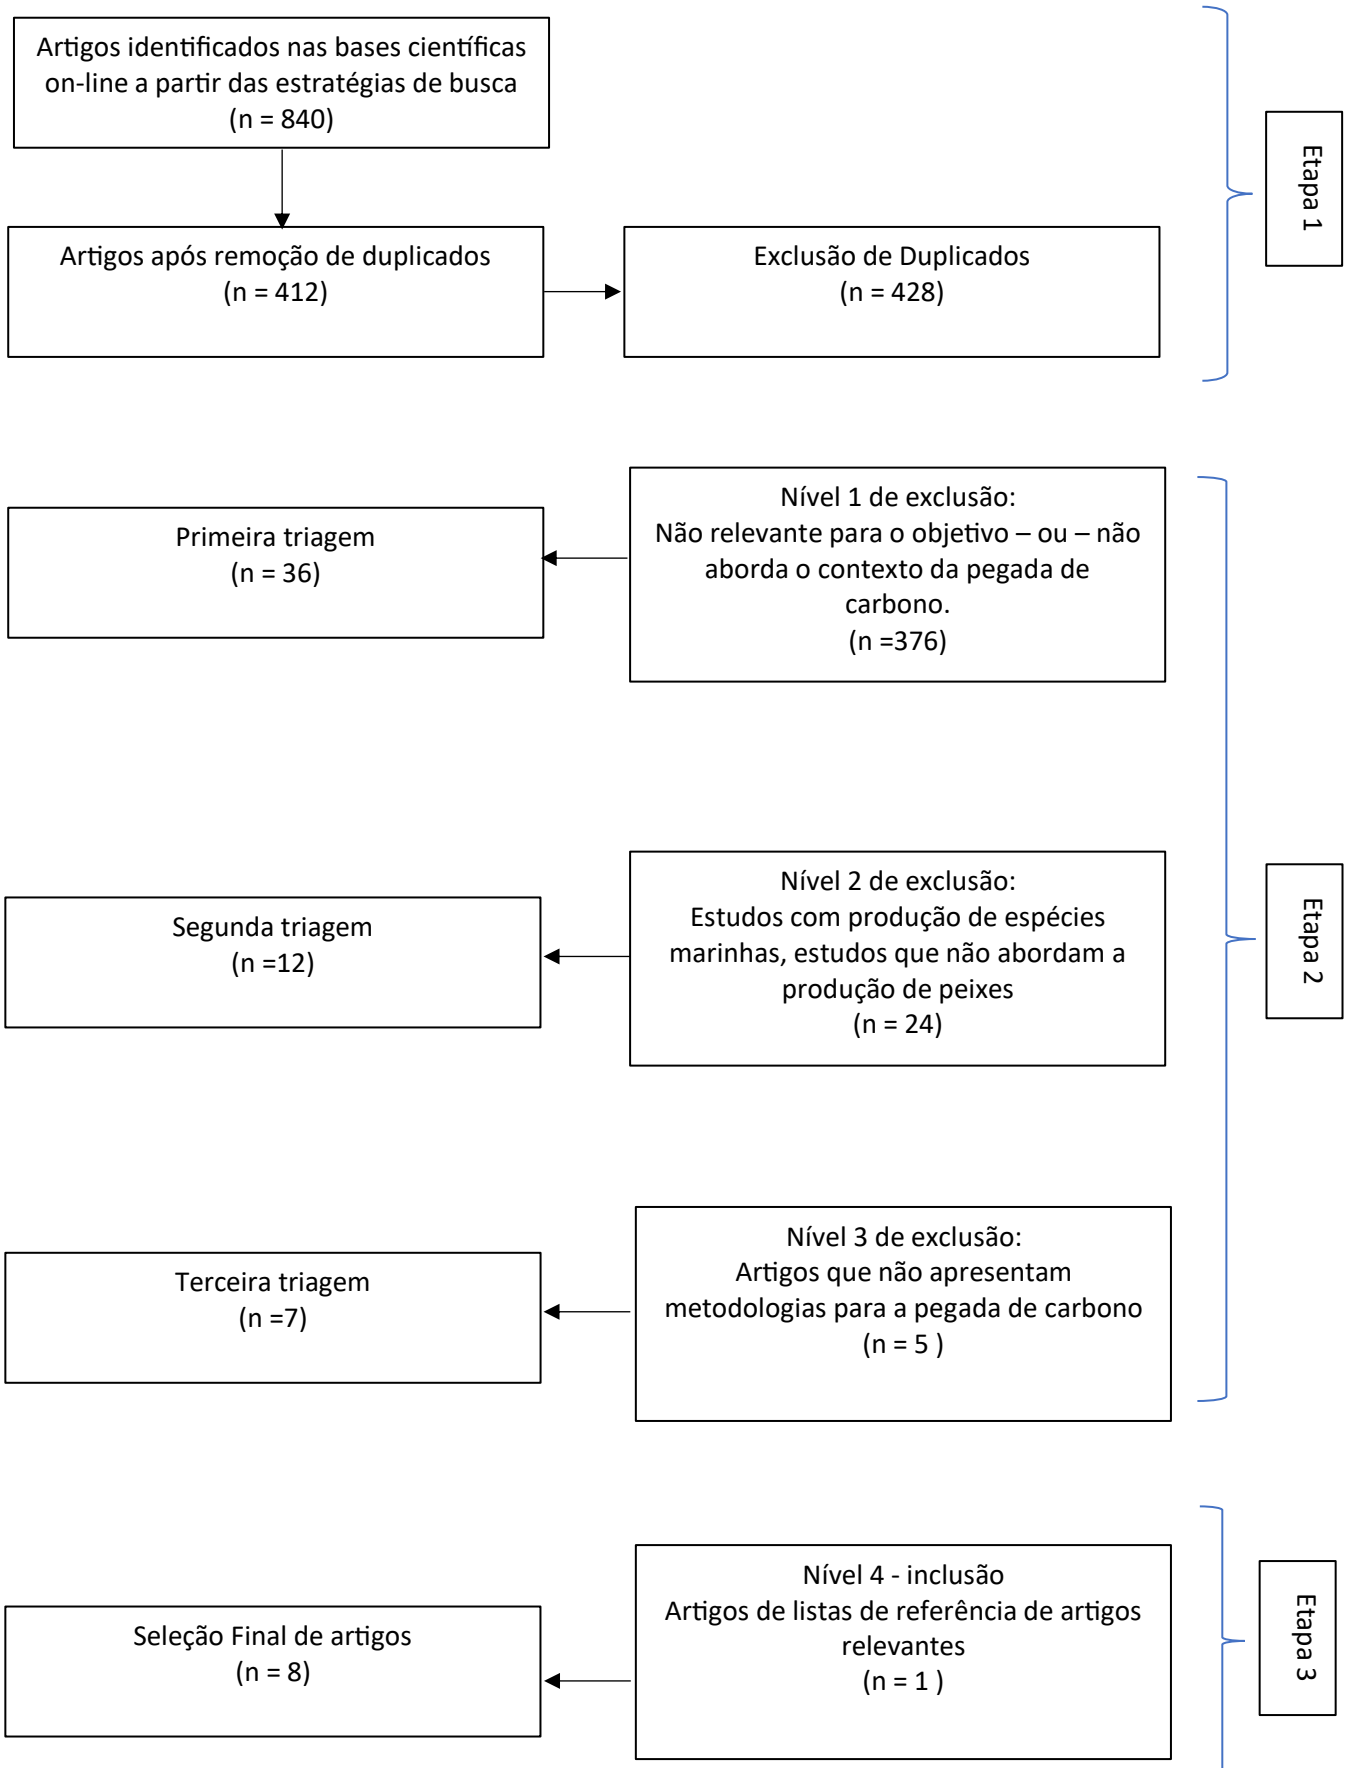 Artigos identificados nas bases científicas
on-line a partir das estratégias de busca
(n = 840)
Etapa 1
Artigos após remoção de duplicados
(n = 412)
Exclusão de Duplicados
(n = 428)
Primeira triagem
(n = 36)
Nível 1 de exclusão:
Não relevante para o objetivo – ou – não
aborda o contexto da pegada de
carbono.
(n =376)
Segunda triagem
(n =12)
Nível 2 de exclusão:
Estudos com produção de espécies
marinhas, estudos que não abordam a
produção de peixes
(n = 24)
Etapa 2
Terceira triagem
(n =7)
Nível 3 de exclusão:
Artigos que não apresentam
metodologias para a pegada de carbono
(n = 5 )
Seleção Final de artigos
(n = 8)
Nível 4 - inclusão
Artigos de listas de referência de artigos
relevantes
(n = 1 )
Etapa 3